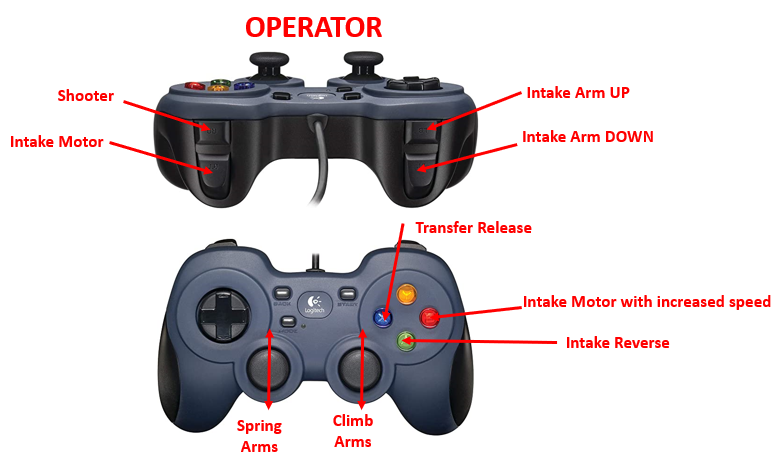 OPERATOR
Shooter
Intake Arm UP
Intake Motor
Intake Arm DOWN
Transfer Release
Logitech
X
Intake Motor with increased speed
Intake Reverse
Spring
Arms
Climb
Arms